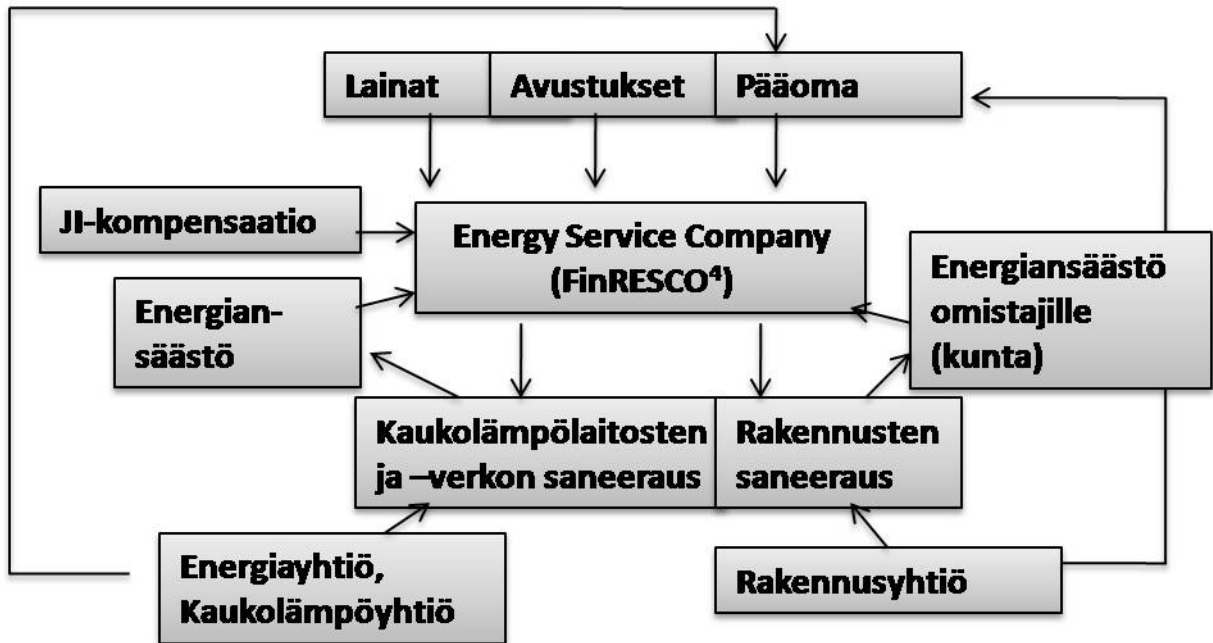 Lainat
Avustukset
Pääoma
JI-kompensaatio
Energy Service Company
(FinRESCO⁴)
Energian-
säästö
Energiansäästö
omistajille
(kunta)
Kaukolämpölaitosten
ja –verkon saneeraus
Rakennusten
saneeraus
Energiayhtiö,
Kaukolämpöyhtiö
Rakennusyhtiö